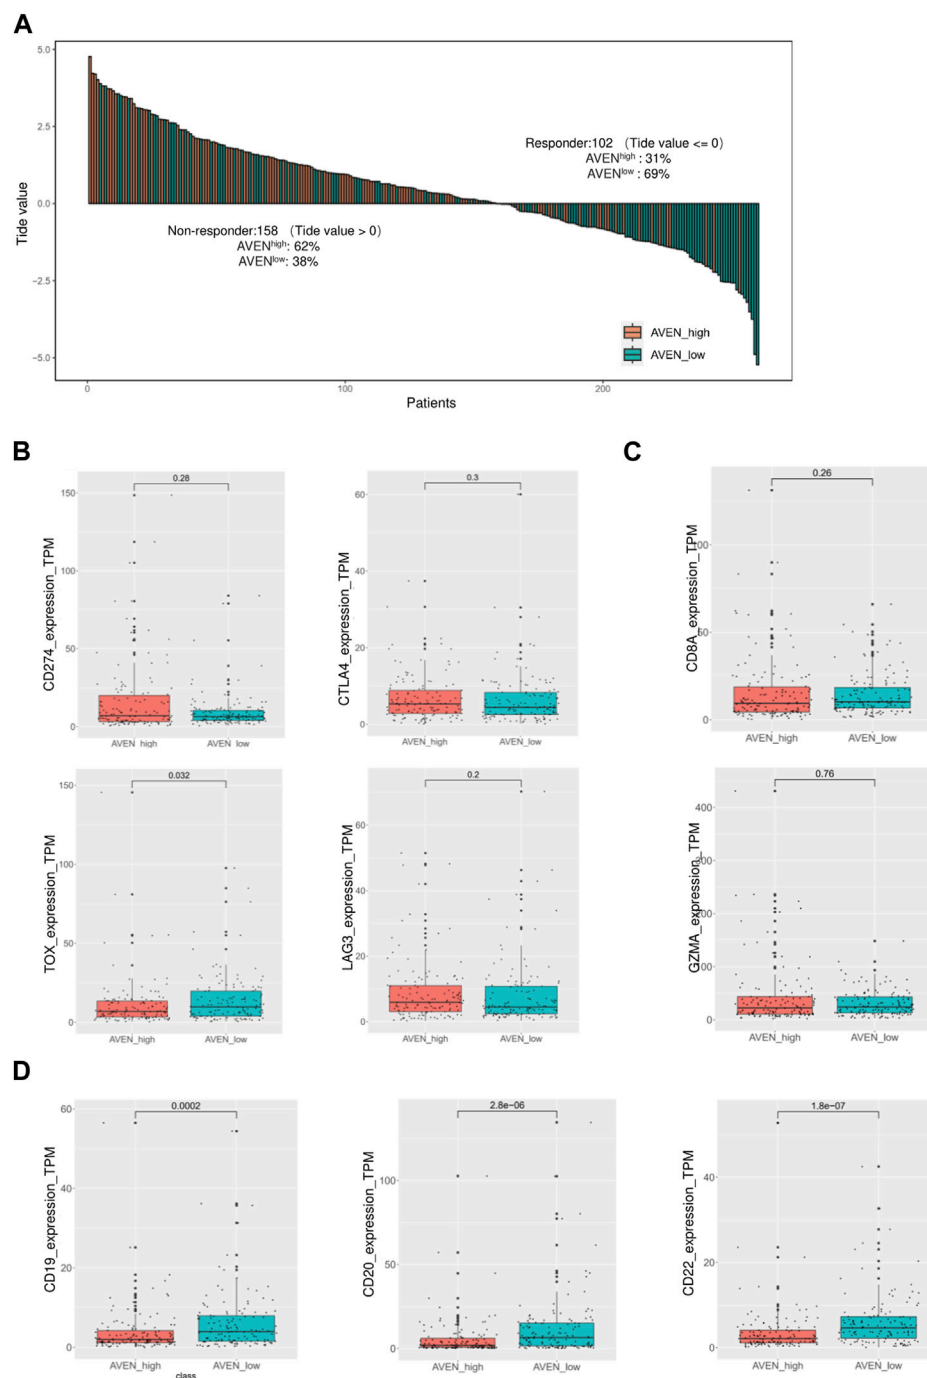 A
5.0
2.5
0.0
-2.5
-5.0
Tide value
Responder:102 （Tide value <= 0）
AVENhigh : 31%
AVENlow : 69%
Non-responder:158 （Tide value > 0）
AVENhigh: 62%
AVENlow: 38%
AVEN_high
AVEN_low
0
100
200
Patients
B
CD274_expression_TPM
150
100
50
0
0.28
AVEN_high
AVEN_low
CTLA4_expression_TPM
60
40
20
0
0.3
AVEN_high
AVEN_low
C
CD8A_expression_TPM
50
0
0.26
AVEN_high
AVEN_low
TOX_expression_TPM
150
100
50
0
0.032
AVEN_high
AVEN_low
LAG3_expression_TPM
60
40
20
0
0.2
AVEN_high
AVEN_low
GZMA_expression_TPM
400
200
100
0
0.76
AVEN_high
AVEN_low
D
CD19_expression_TPM
60
40
20
0
0.0002
AVEN_high
AVEN_low
class
CD20_expression_TPM
100
50
0
2.8e−06
AVEN_high
AVEN_low
CD22_expression_TPM
40
20
0
1.8e−07
AVEN_high
AVEN_low